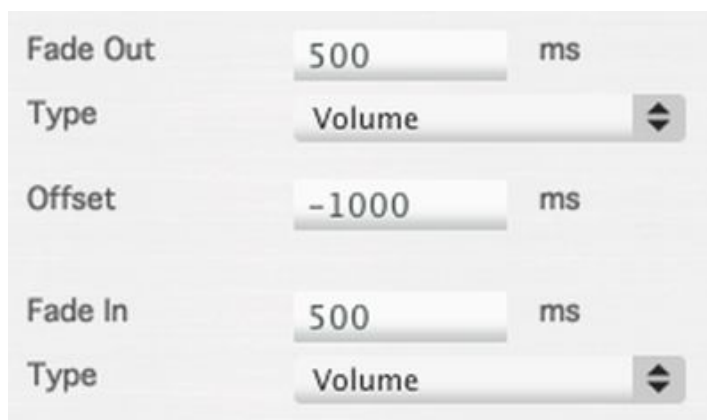 Fade Out 500 ms
Type Volume
Offset -1000 ms
Fade In 500 ms
Type Volume